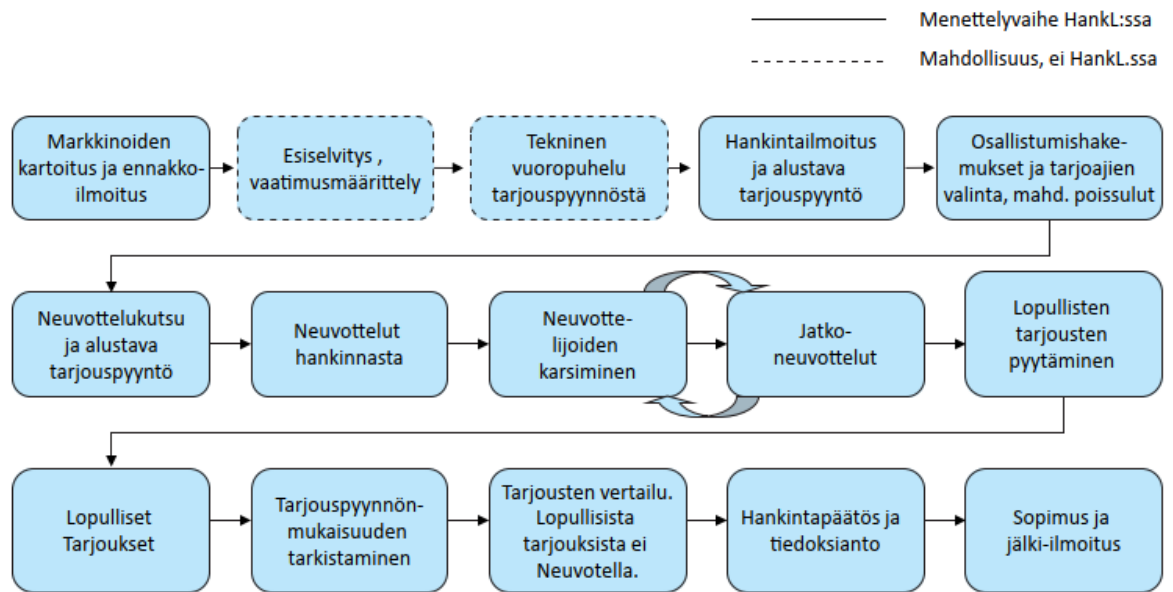 Menettelyvaihe HankL:ssa
Mahdollisuus, ei HankL.ssa
Markkinoiden
kartoitus ja ennakko-
ilmoitus
Esiselvitys ,
vaatimusmäärittely
Tekninen
vuoropuhelu
tarjouspyynnöstä
Hankintailmoitus
ja alustava
tarjouspyyntö
Osallistumishake-
mukset ja tarjoajien
valinta, mahd. poissulut
Neuvottelukutsu
ja alustava
tarjouspyyntö
Neuvottelut
hankinnasta
Neuvotte-
lijoiden
karsiminen
Jatko-
neuvottelut
Lopullisten
tarjousten
pyytäminen
Lopulliset
Tarjoukset
Tarjouspyynnön-
mukaisuuden
tarkistaminen
Tarjousten vertailu.
Lopullisista
tarjouksista ei
Neuvotella.
Hankintapäätös ja
tiedoksianto
Sopimus ja
jälki-ilmoitus